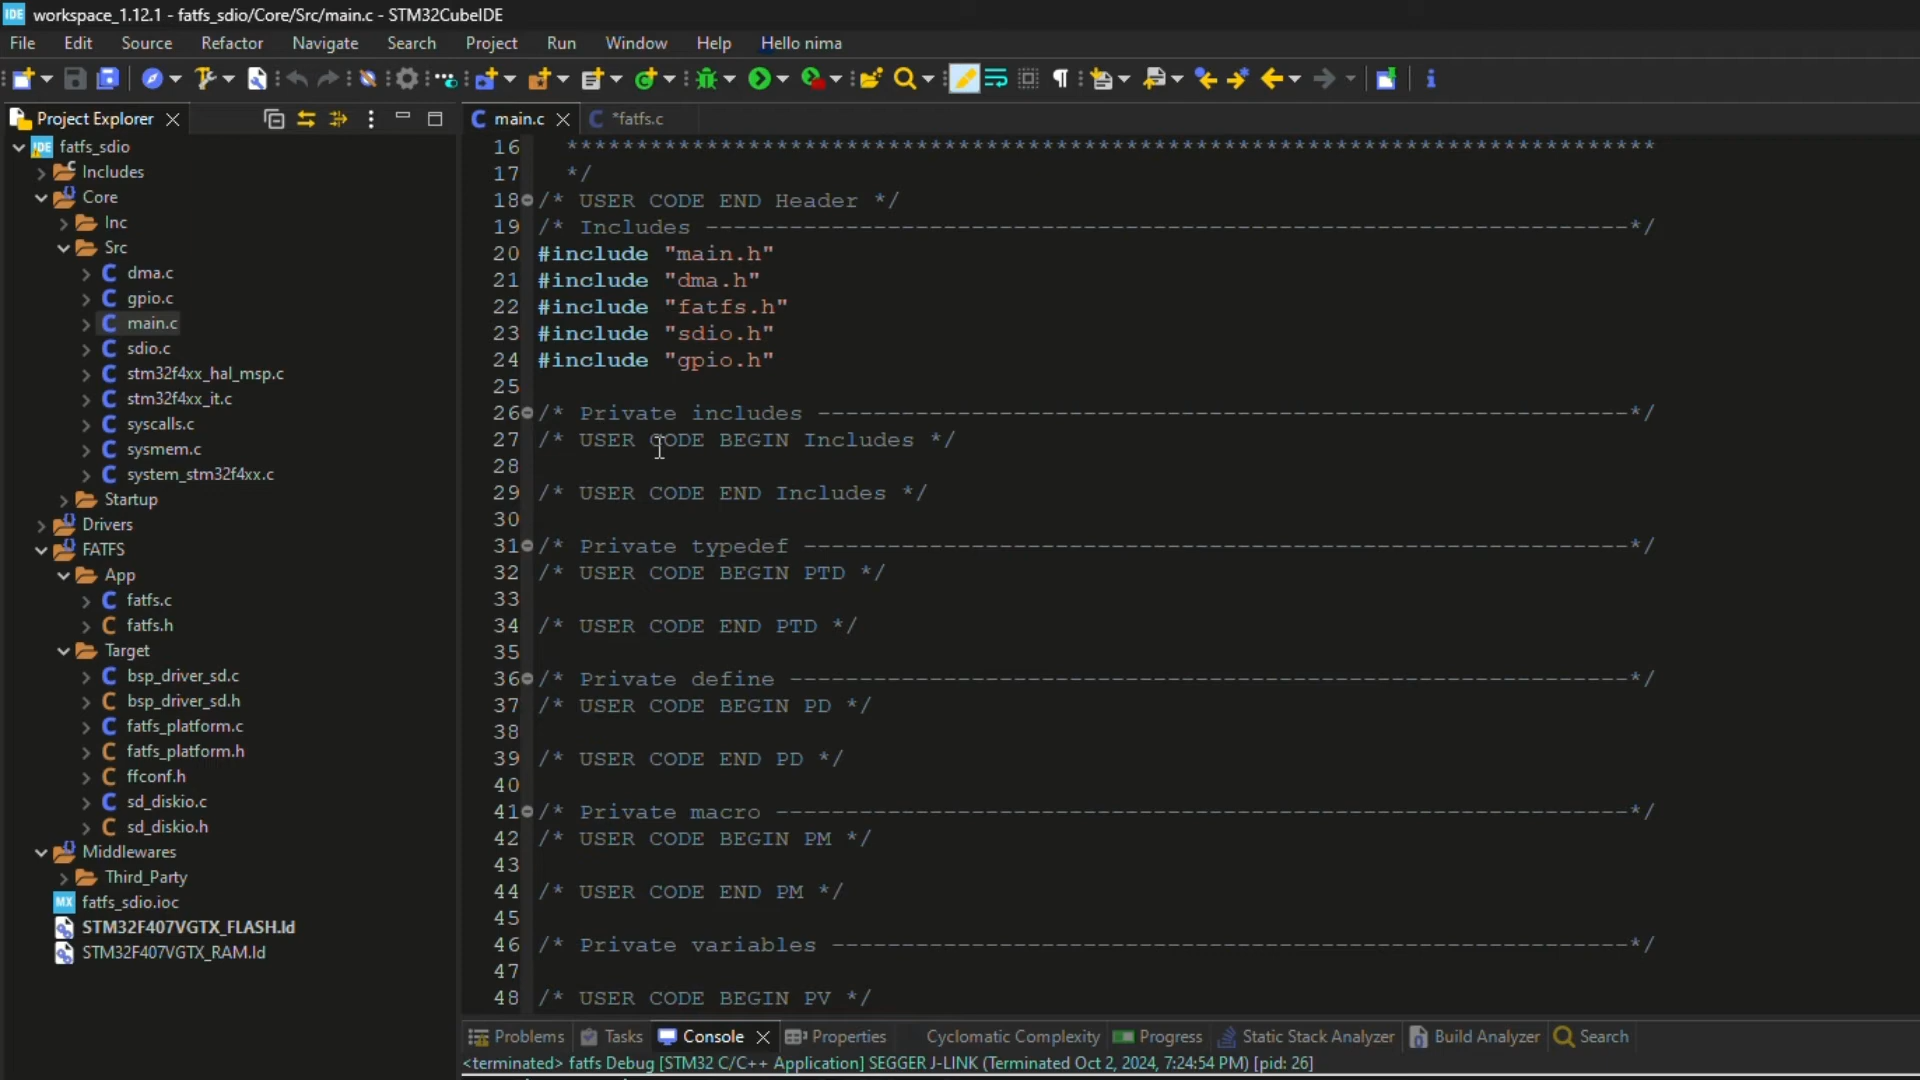 IDE workspace_1.12.1 - fatfs_sdio/Core/Src/main.c - STM32CubeIDE
File Edit Source Refactor Navigate Search Project Run Window Help Hello nima
Project Explorer
main.c
*fatfs.c
fatfs_sdio
Includes
Core
Inc
Src
dma.c
gpio.c
main.c
sdio.c
stm32f4xx_hal_msp.c
stm32f4xx_it.c
syscalls.c
sysmem.c
system_stm32f4xx.c
Startup
Drivers
FATFS
App
fatfs.c
fatfs.h
Target
bsp_driver_sd.c
bsp_driver_sd.h
fatfs_platform.c
fatfs_platform.h
ffconf.h
sd_diskio.c
sd_diskio.h
Middlewares
Third_Party
MX fatfs_sdio.ioc
STM32F407VGTX_FLASH.ld
STM32F407VGTX_RAM.ld
16 ******************************************************************************
17 */
18 /* USER CODE END Header */
19 /* Includes ------------------------------------------------------------------*/
20 #include "main.h"
21 #include "dma.h"
22 #include "fatfs.h"
23 #include "sdio.h"
24 #include "gpio.h"
25
26 /* Private includes ----------------------------------------------------------*/
27 /* USER CODE BEGIN Includes */
28
29 /* USER CODE END Includes */
30
31 /* Private typedef -----------------------------------------------------------*/
32 /* USER CODE BEGIN PTD */
33
34 /* USER CODE END PTD */
35
36 /* Private define ------------------------------------------------------------*/
37 /* USER CODE BEGIN PD */
38
39 /* USER CODE END PD */
40
41 /* Private macro -------------------------------------------------------------*/
42 /* USER CODE BEGIN PM */
43
44 /* USER CODE END PM */
45
46 /* Private variables ---------------------------------------------------------*/
47
48 /* USER CODE BEGIN PV */
Problems Tasks Console Properties Cyclomatic Complexity Progress Static Stack Analyzer Build Analyzer Search
<terminated> fatfs Debug [STM32 C/C++ Application] SEGGER J-LINK (Terminated Oct 2, 2024, 7:24:54 PM) [pid: 26]